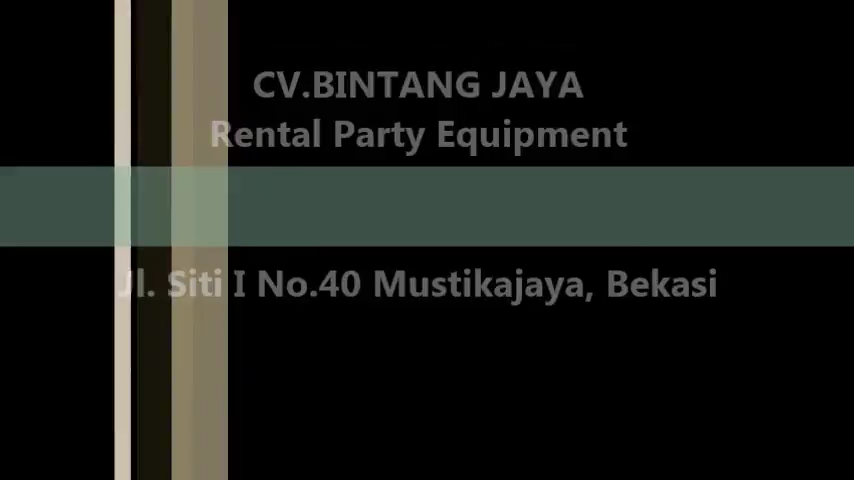 CV.BINTANG JAYA
Rental Party Equipment
Jl. Siti I No.40 Mustikajaya, Bekasi